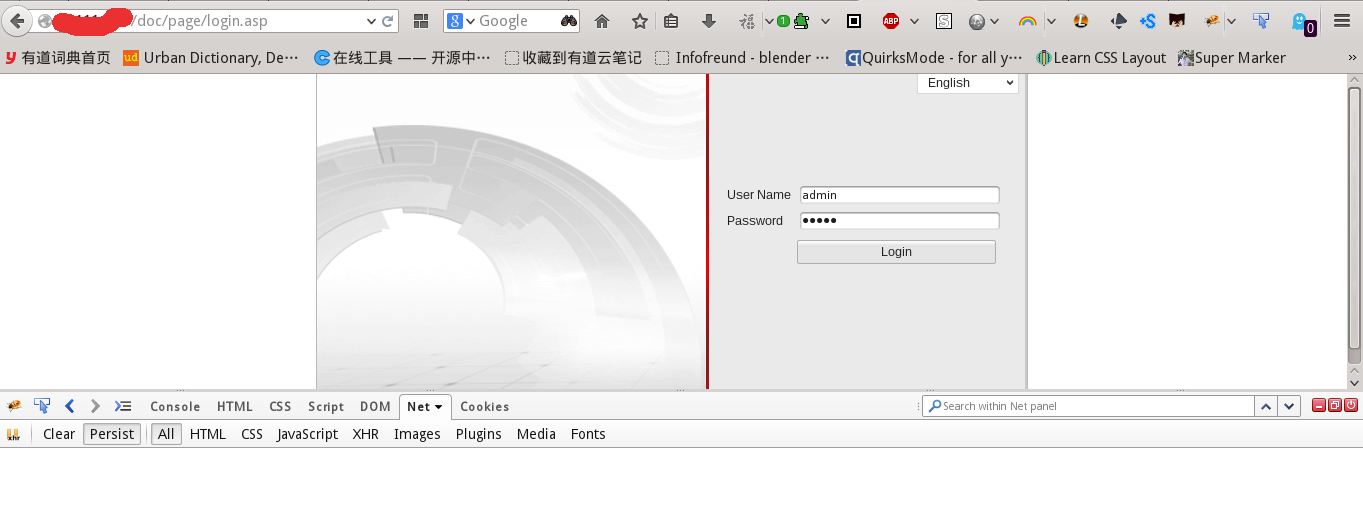 /doc/page/login.asp Google 1 ABP S 0
有道词典首页 ud Urban Dictionary, De… 在线工具 —— 开源中… 收藏到有道云笔记 Infofreund - blender … QuirksMode - for all y… Learn CSS Layout Super Marker »
English
User Name admin
Password •••••
Login
Console HTML CSS Script DOM Net Cookies Search within Net panel
xhr Clear Persist All HTML CSS JavaScript XHR Images Plugins Media Fonts